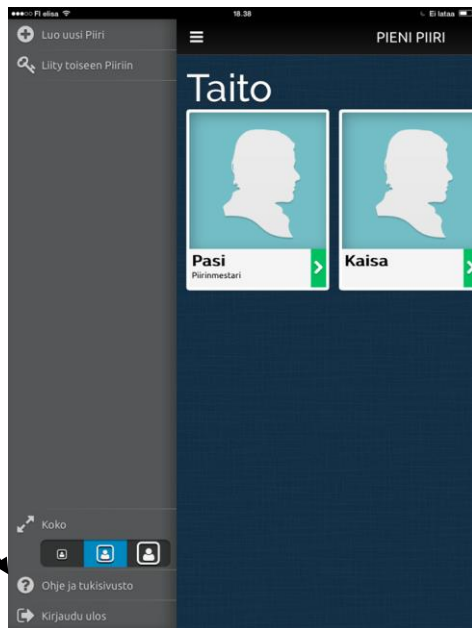 FI elisa
18.38
Ei lataa
Luo uusi Piiri
Liity toiseen Piiriin
PIENI PIIRI
Taito
Pasi
Piirinmestari
Kaisa
Koko
Ohje ja tukisivusto
Kirjaudu ulos